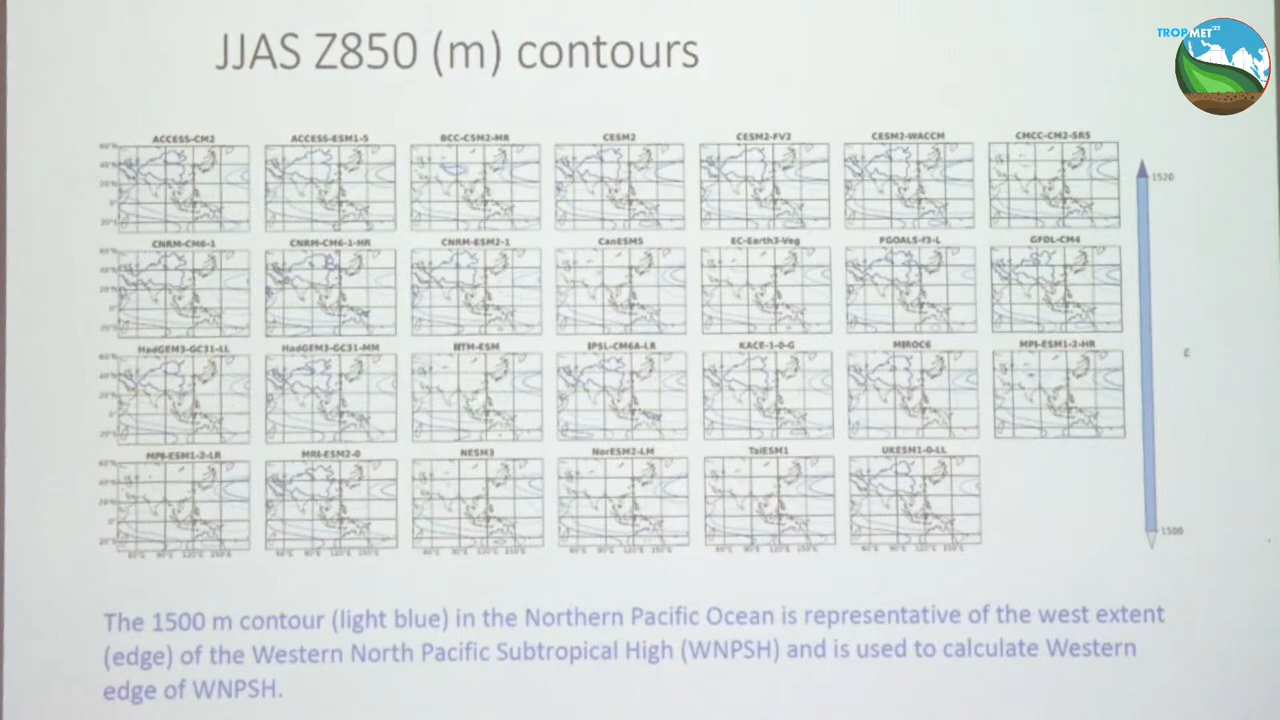 JJAS Z850 (m) contours
TROPMET'22
ACCESS-CM2 ACCESS-ESM1-5 BCC-CSM2-MR CESM2 CESM2-FV2 CESM2-WACCM CMCC-CM2-SR5
1520
CNRM-CM6-1 CNRM-CM6-1-HR CNRM-ESM2-1 CanESM5 EC-Earth3-Veg FGOALS-f3-L GFDL-CM4
HadGEM3-GC31-LL HadGEM3-GC31-MM IITM-ESM IPSL-CM6A-LR KACE-1-0-G MIROC6 MPI-ESM1-2-HR
MPI-ESM1-2-LR MRI-ESM2-0 NESM3 NorESM2-LM TaiESM1 UKESM1-0-LL
1500
The 1500 m contour (light blue) in the Northern Pacific Ocean is representative of the west extent
(edge) of the Western North Pacific Subtropical High (WNPSH) and is used to calculate Western
edge of WNPSH.